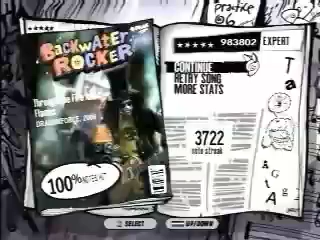 Practice
★★★★★ 983802 EXPERT
BACKWATER
ROCKER!
Through the Fire And
Flames
DRAGONFORCE, 2006
100% NOTES HIT
CONTINUE
RETRY SONG
MORE STATS
3722
note streak
SELECT
UP/DOWN